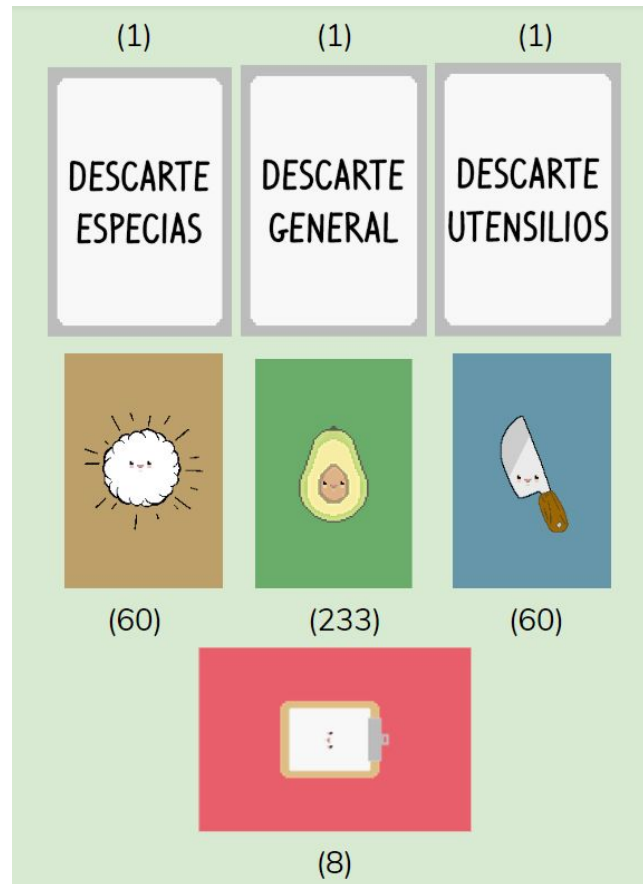 (1) (1) (1)
DESCARTE ESPECIAS
DESCARTE GENERAL
DESCARTE UTENSILIOS
(60) (233) (60)
(8)